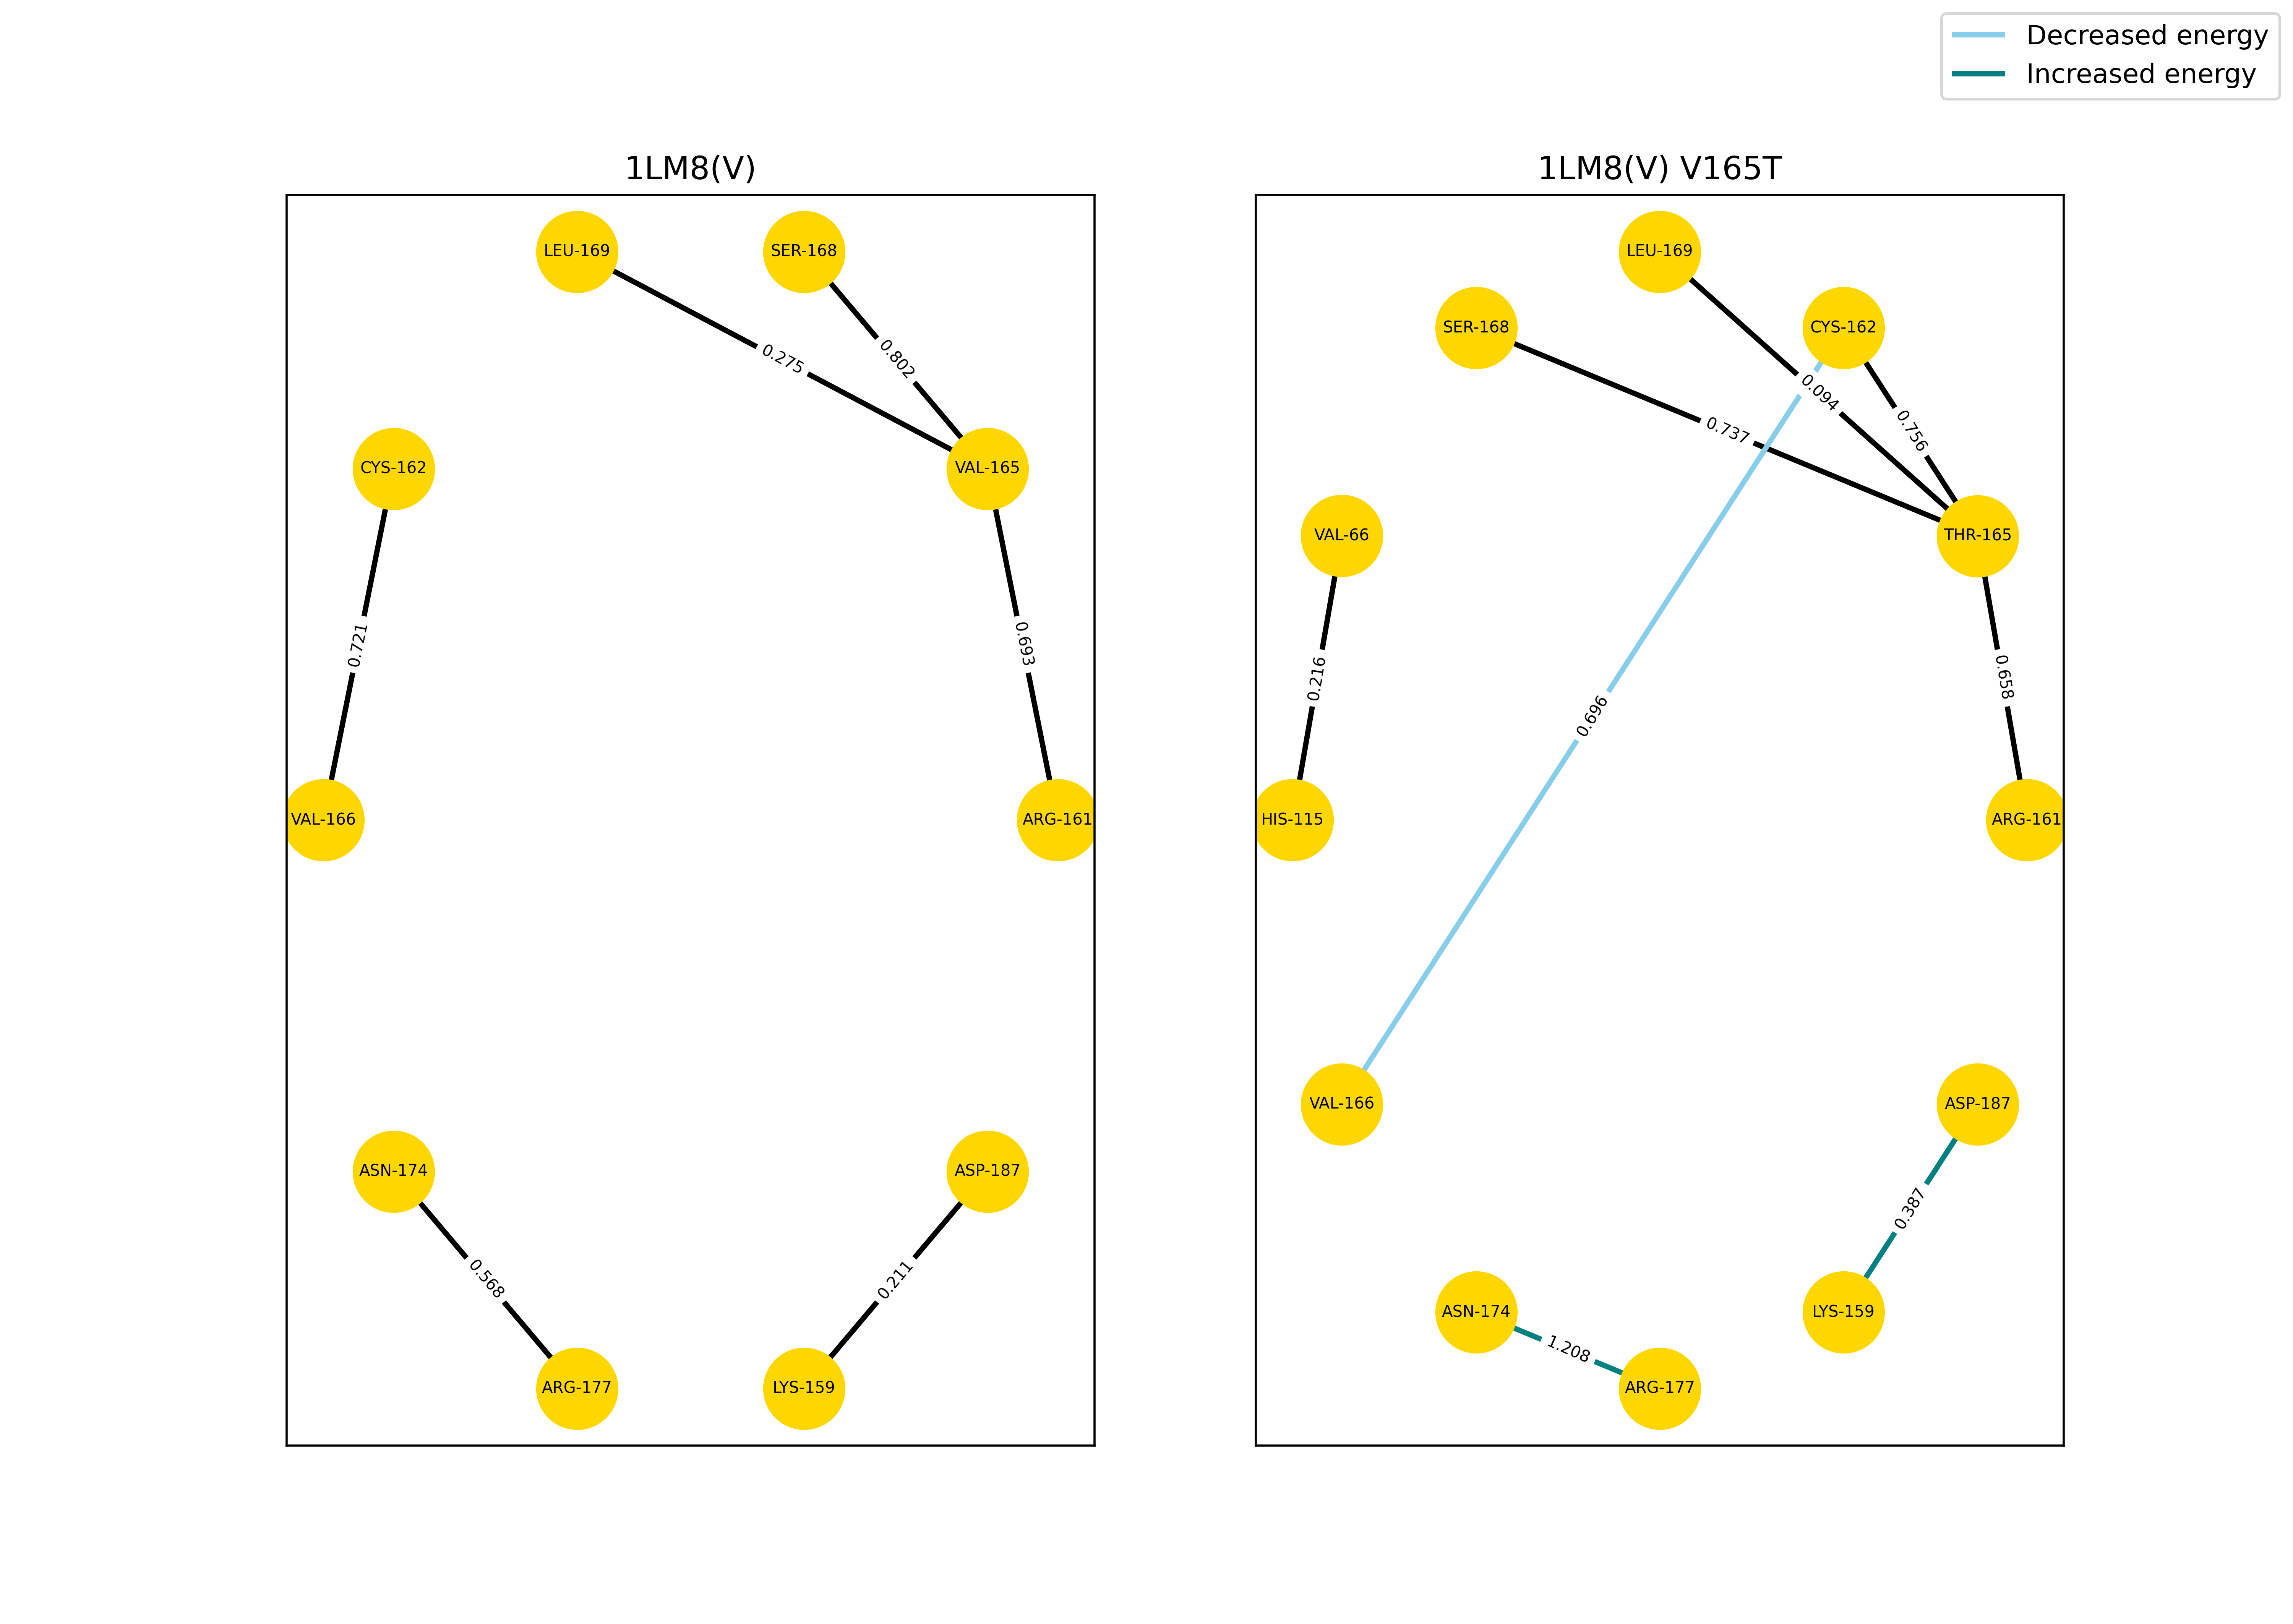 Decreased energy
Increased energy
1LM8(V)
LEU-169
SER-168
0.275
0.802
CYS-162
VAL-165
0.721
0.693
VAL-166
ARG-161
ASN-174
ASP-187
0.568
0.211
ARG-177
LYS-159
1LM8(V) V165T
LEU-169
SER-168
CYS-162
0.094
0.737
0.756
VAL-66
THR-165
0.216
0.658
0.696
HIS-115
ARG-161
VAL-166
ASP-187
0.387
ASN-174
LYS-159
1.208
ARG-177